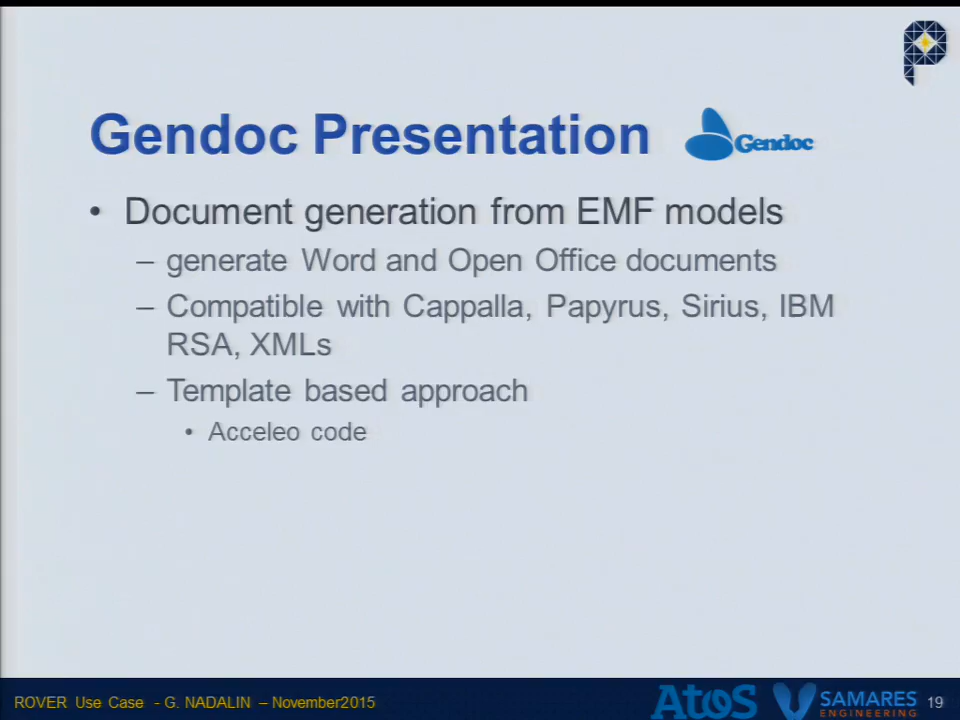 Gendoc Presentation
Gendoc
• Document generation from EMF models
– generate Word and Open Office documents
– Compatible with Cappalla, Papyrus, Sirius, IBM
RSA, XMLs
– Template based approach
• Acceleo code
ROVER Use Case - G. NADALIN – November2015
Atos
SAMARES
ENGINEERING
19